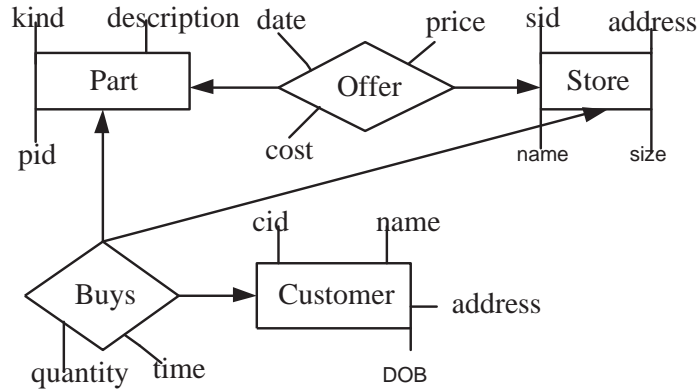 kind description date price sid address
Part Offer Store
pid cost name size
cid name
Buys Customer address
quantity time DOB